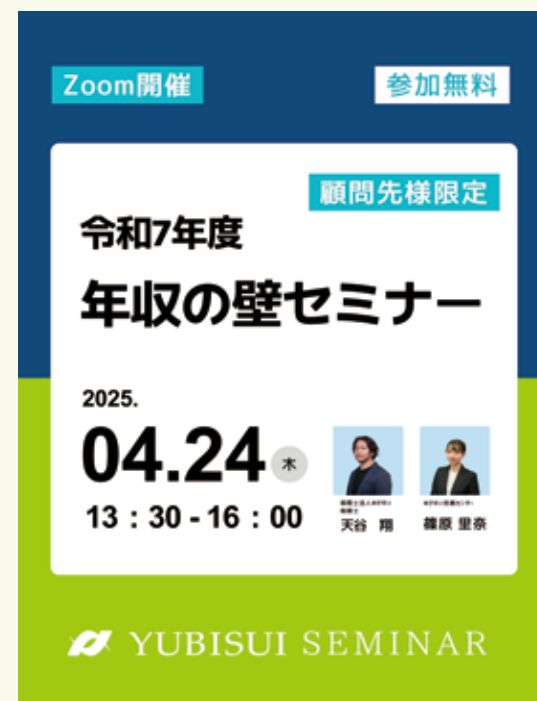 Zoom開催
参加無料
顧問先様限定
令和7年度
年収の壁セミナー
2025.
04.24 木
13：30 - 16：00
天谷 翔
篠原 里奈
YUBISUI SEMINAR